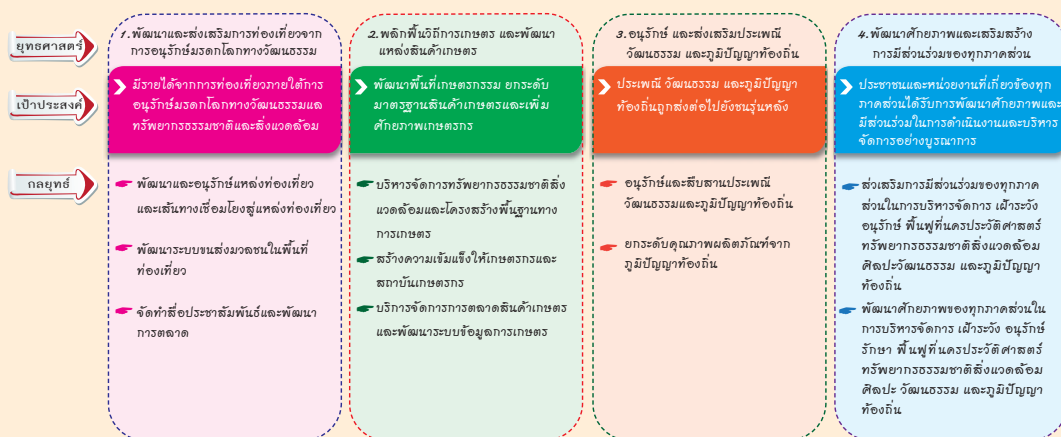 ยุทธศาสตร์
เป้าประสงค์
กลยุทธ์
1.พัฒนาและส่งเสริมการท่องเที่ยวจาก
การอนุรักษ์มรดกโลกทางวัฒนธรรม
มีรายได้จากการท่องเที่ยวภายใต้การ
อนุรักษ์มรดกโลกทางวัฒนธรรมแล
ทรัพยากรธรรมชาติและสิ่งแวดล้อม
พัฒนาและอนุรักษ์แหล่งท่องเที่ยว
และเส้นทางเชื่อมโยงสู่แหล่งท่องเที่ยว
พัฒนาระบบขนส่งมวลชนในพื้นที่
ท่องเที่ยว
จัดทำสื่อประชาสัมพันธ์และพัฒนา
การตลาด
2.พลิกฟื้นวิถีการเกษตร และพัฒนา
แหล่งสินค้าเกษตร
พัฒนาพื้นที่เกษตรกรรม ยกระดับ
มาตรฐานสินค้าเกษตรและเพิ่ม
ศักยภาพเกษตรกร
บริหารจัดการทรัพยากรธรรมชาติสิ่ง
แวดล้อมและโครงสร้างพื้นฐานทาง
การเกษตร
สร้างความเข้มแข็งให้เกษตรกรและ
สถาบันเกษตรกร
บริการจัดการการตลาดสินค้าเกษตร
และพัฒนาระบบข้อมูลการเกษตร
3.อนุรักษ์ และส่งเสริมประเพณี
วัฒนธรรม และภูมิปัญญาท้องถิ่น
ประเพณี วัฒนธรรม และภูมิปัญญา
ท้องถิ่นถูกส่งต่อไปยังชนรุ่นหลัง
อนุรักษ์และสืบสานประเพณี
วัฒนธรรมและภูมิปัญญาท้องถิ่น
ยกระดับคุณภาพผลิตภัณฑ์จาก
ภูมิปัญญาท้องถิ่น
4.พัฒนาศักยภาพและเสริมสร้าง
การมีส่วนร่วมของทุกภาคส่วน
ประชาชนและหน่วยงานที่เกี่ยวข้องทุก
ภาคส่วนได้รับการพัฒนาศักยภาพและ
มีส่วนร่วมในการดำเนินงานและบริหาร
จัดการอย่างบูรณาการ
ส่วเสริมการมีส่วนร่วมของทุกภาค
ส่วนในการบริหารจัดการ เฝ้าระวัง
อนุรักษ์ ฟื้นฟูที่นครประวัติศาสตร์
ทรัพยากรธรรมชาติสิ่งแวดล้อม
ศิลปะวัฒนธรรม และภูมิปัญญา
ท้องถิ่น
พัฒนาศักยภาพของทุกภาคส่วนใน
การบริหารจัดการ เฝ้าระวัง อนุรักษ์
รักษา ฟื้นฟูที่นครประวัติศาสตร์
ทรัพยากรธรรมชาติสิ่งแวดล้อม
ศิลปะ วัฒนธรรม และภูมิปัญญา
ท้องถิ่น